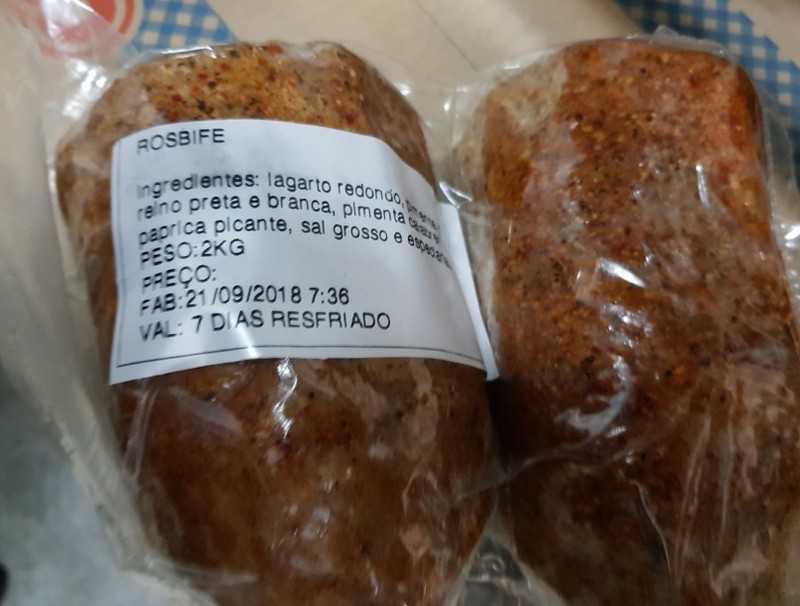 ROSBIFE
Ingredientes: lagarto redondo,
reino preta e branca, pimenta
paprica picante, sal grosso e
PESO:2KG
PREÇO:
FAB:21/09/2018 7:36
VAL: 7 DIAS RESFRIADO